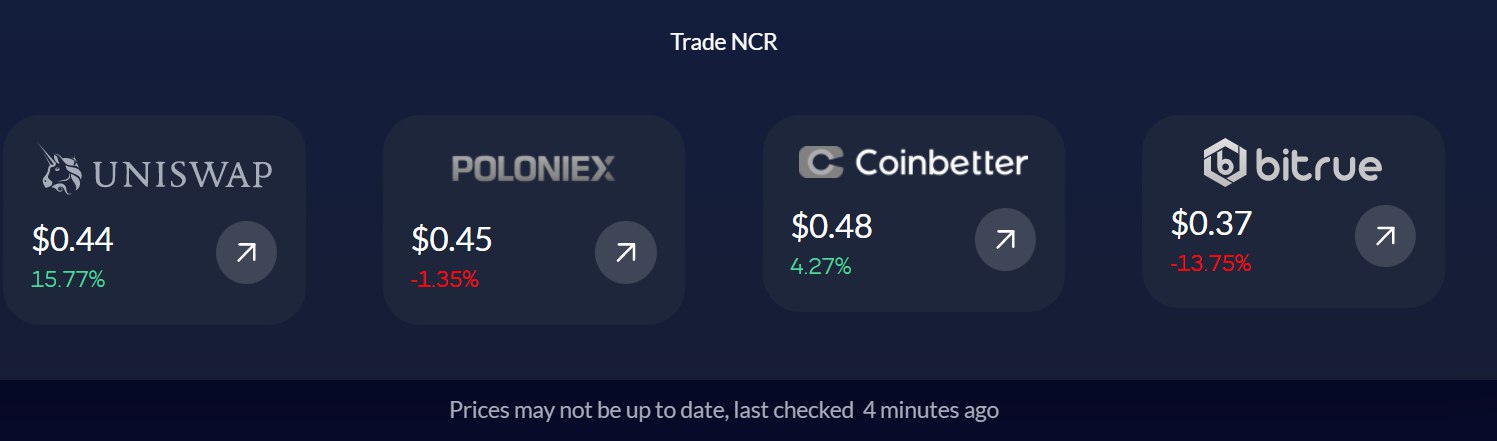 Trade NCR
UNISWAP
$0.44
15.77%
POLONIEX
$0.45
-1.35%
Coinbetter
$0.48
4.27%
bitrue
$0.37
-13.75%
Prices may not be up to date, last checked 4 minutes ago